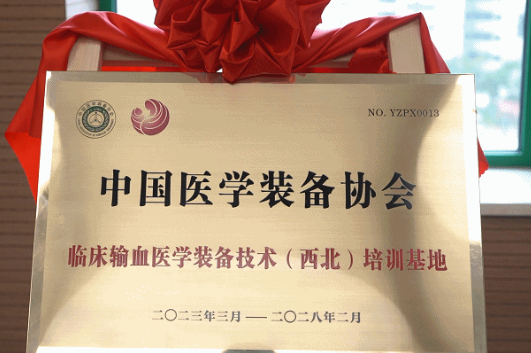 NO. YZPX0013
中国医学装备协会
临床输血医学装备技术（西北）培训基地
二〇二三年三月——二〇二八年二月